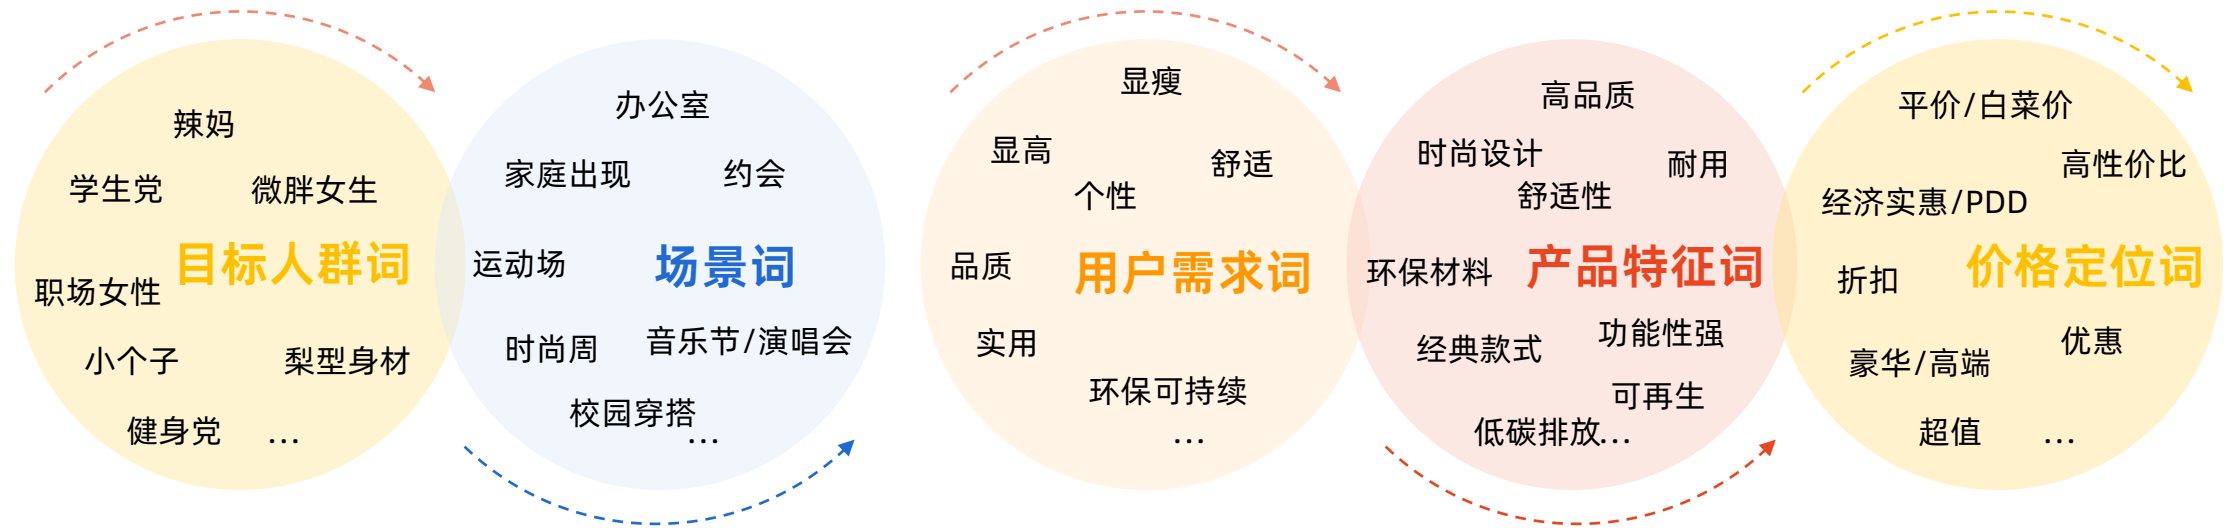 辣妈
学生党
微胖女生
目标人群词
职场女性
小个子
梨型身材
健身党
...
办公室
家庭出现
约会
运动场
场景词
时尚周
音乐节/演唱会
校园穿搭
...
显瘦
显高
舒适
个性
品质
用户需求词
实用
环保可持续
...
高品质
时尚设计
耐用
舒适性
环保材料
产品特征词
功能性强
经典款式
可再生
低碳排放...
平价/白菜价
高性价比
经济实惠/PDD
价格定位词
折扣
优惠
豪华/高端
超值
...